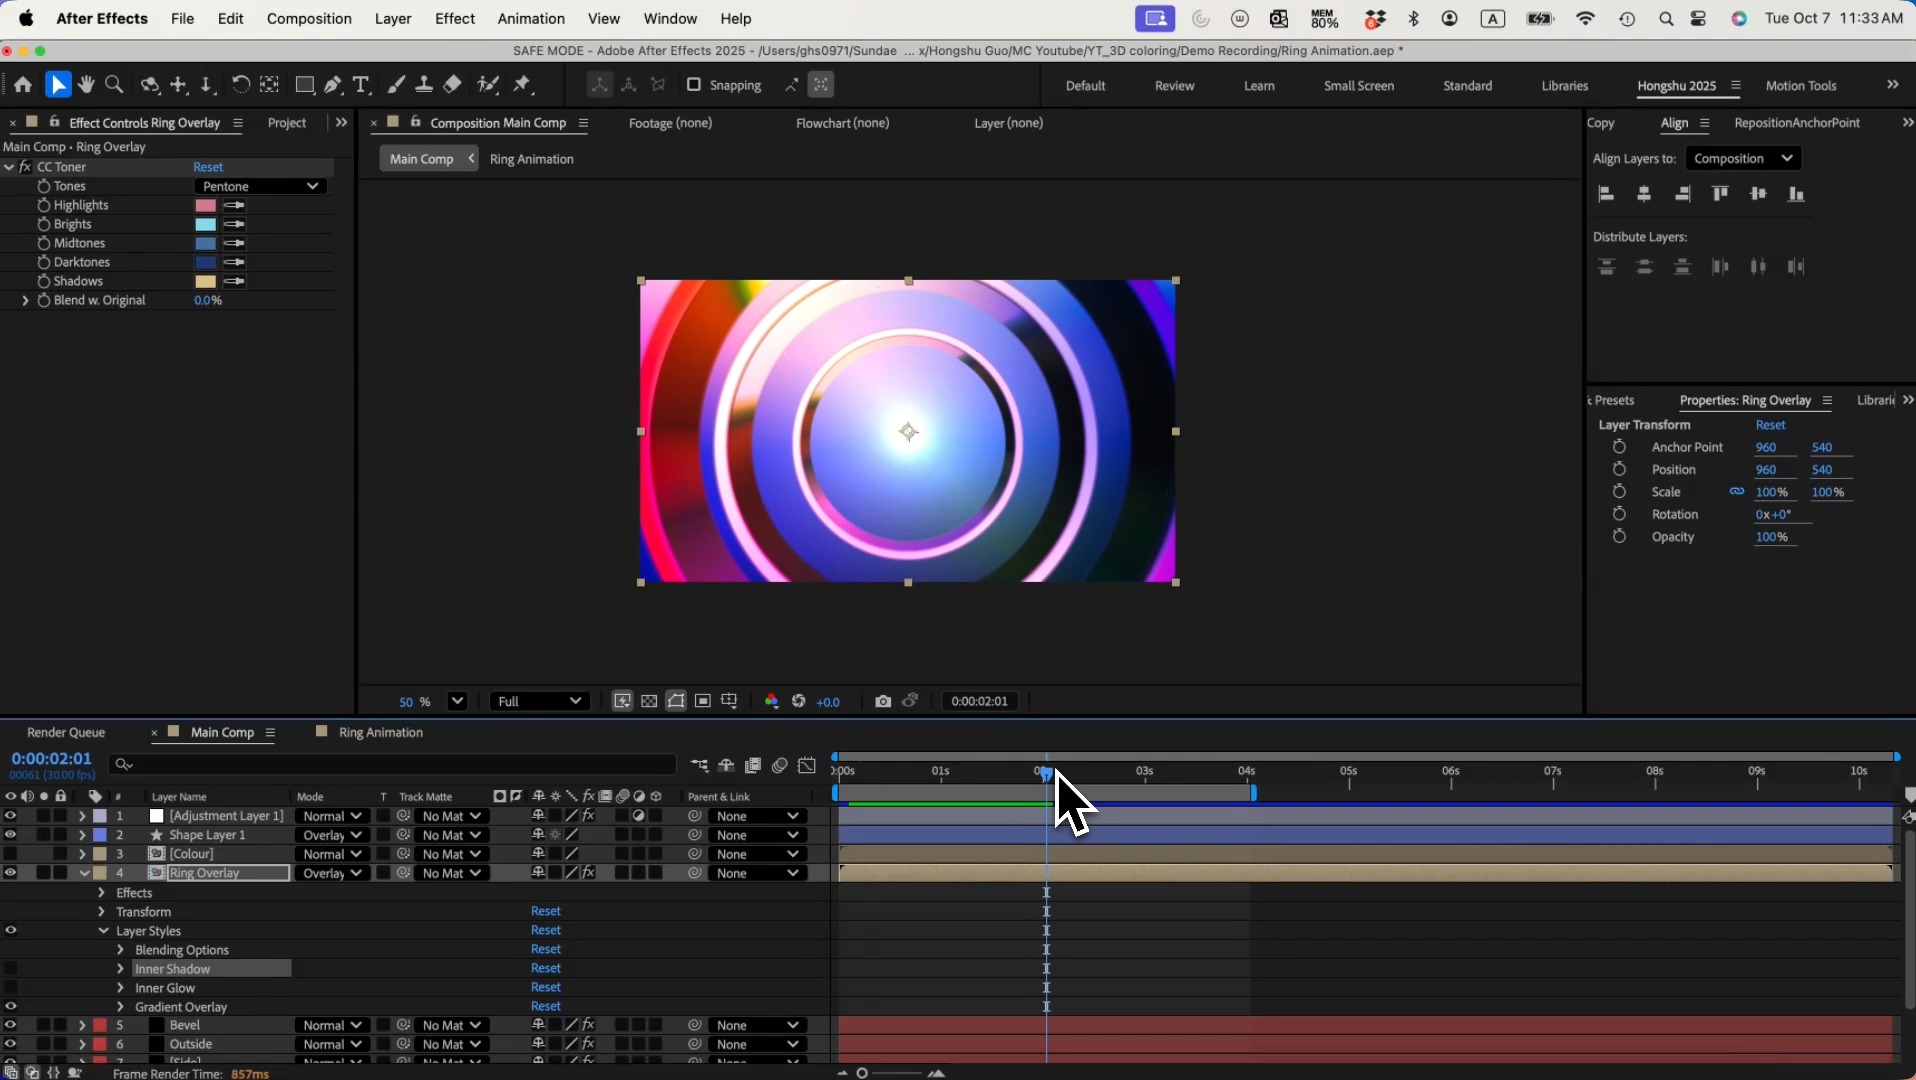 After Effects File Edit Composition Layer Effect Animation View Window Help MEM 80% 6 A Tue Oct 7 11:33 AM
SAFE MODE - Adobe After Effects 2025 - /Users/ghs0971/Sundae ... x/Hongshu Guo/MC Youtube/YT_3D coloring/Demo Recording/Ring Animation.aep *
T Snapping Default Review Learn Small Screen Standard Libraries Hongshu 2025 Motion Tools
Effect Controls Ring Overlay Project
Composition Main Comp Footage (none) Flowchart (none) Layer (none)
Copy Align RepositionAnchorPoint
Main Comp • Ring Overlay
Main Comp Ring Animation
Align Layers to: Composition
fx CC Toner Reset
Tones Pentone
Highlights
Brights
Midtones
Darktones
Shadows
Blend w. Original 0.0%
Distribute Layers:
Presets Properties: Ring Overlay Librari
Layer Transform Reset
Anchor Point 960 540
Position 960 540
Scale 100% 100%
Rotation 0x+0°
Opacity 100%
50 % Full +0.0 0:00:02:01
Render Queue Main Comp Ring Animation
0:00:02:01
00061 (30.00 fps)
:00s 01s 03s 04s 05s 06s 07s 08s 09s 10s
# Layer Name Mode T Track Matte fx Parent & Link
1 [Adjustment Layer 1] Normal No Mat fx None
2 Shape Layer 1 Overlay No Mat None
3 [Colour] Normal No Mat None
4 Ring Overlay Overlay No Mat fx None
Effects
Transform Reset
Layer Styles Reset
Blending Options Reset
Inner Shadow Reset
Inner Glow Reset
Gradient Overlay Reset
5 Bevel Normal No Mat fx None
6 Outside Normal No Mat fx None
Frame Render Time: 857ms